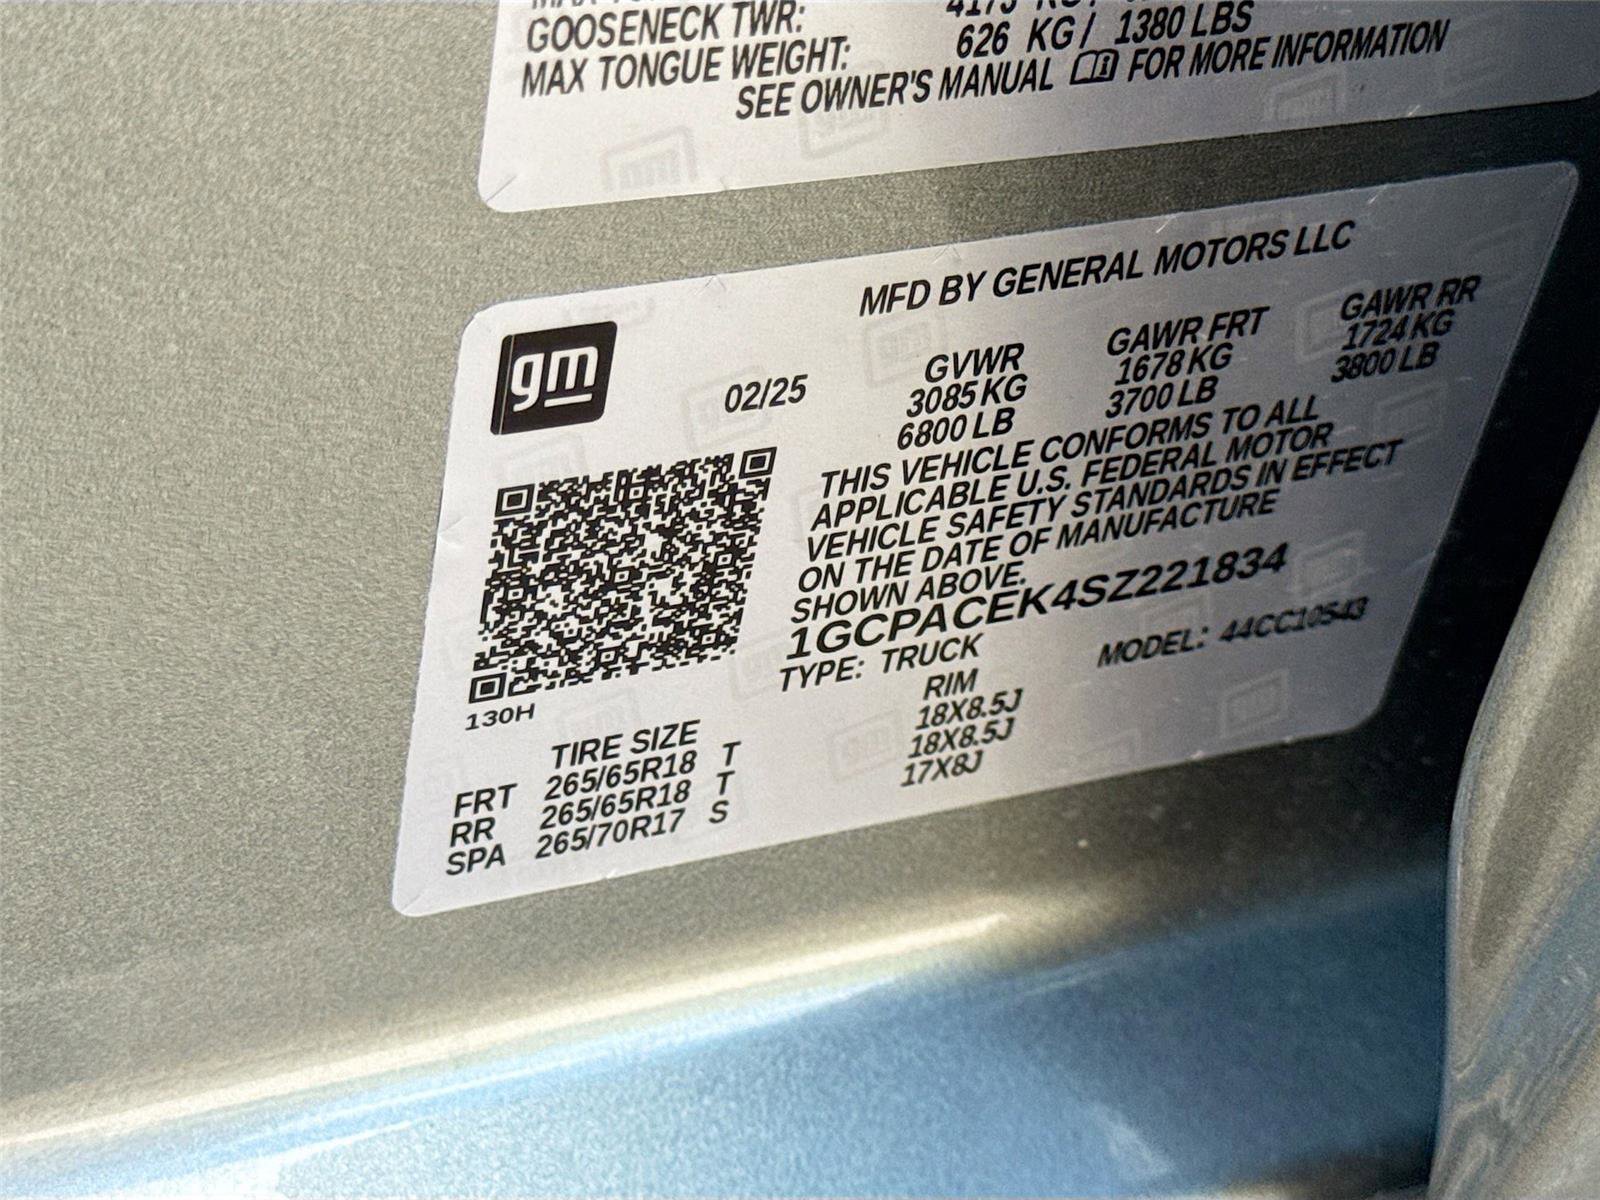 GOOSENECK TWR:
MAX TONGUE WEIGHT: 626 KG / 1380 LBS
SEE OWNER'S MANUAL FOR MORE INFORMATION
gm
MFD BY GENERAL MOTORS LLC
02/25
GVWR GAWR FRT GAWR RR
3085 KG 1678 KG 1724 KG
6800 LB 3700 LB 3800 LB
THIS VEHICLE CONFORMS TO ALL
APPLICABLE U.S. FEDERAL MOTOR
VEHICLE SAFETY STANDARDS IN EFFECT
ON THE DATE OF MANUFACTURE
SHOWN ABOVE.
1GCPACEK4SZ221834
TYPE: TRUCK MODEL: 44CC10543
130H
TIRE SIZE RIM
FRT 265/65R18 T 18X8.5J
RR 265/65R18 T 18X8.5J
SPA 265/70R17 S 17X8J